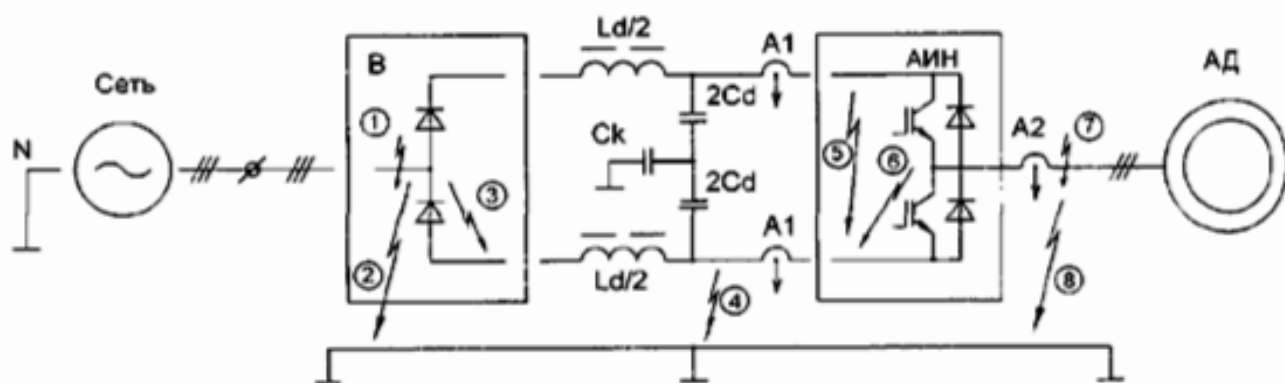 Ld/2
A1
АИН
АД
В
Сеть
2Cd
A2
⑦
①
Ck
N
⑤
⑥
③
2Cd
A1
②
Ld/2
④
⑧